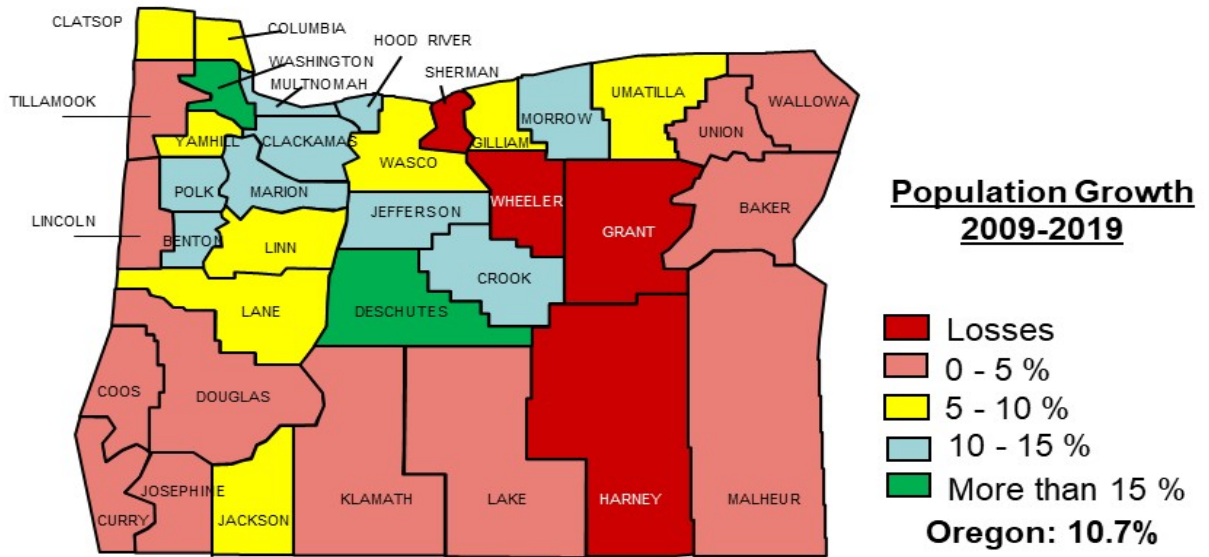 CLATSOP
COLUMBIA
HOOD RIVER
WASHINGTON
SHERMAN
MULTNOMAH
TILLAMOOK
UMATILLA
WALLOWA
MORROW
UNION
YAMHILL
CLACKAMAS
GILLIAM
WASCO
POLK
MARION
WHEELER
LINCOLN
JEFFERSON
BAKER
GRANT
BENTON
LINN
CROOK
LANE
DESCHUTES
COOS
DOUGLAS
JOSEPHINE
KLAMATH
LAKE
HARNEY
MALHEUR
CURRY
JACKSON
Population Growth
2009-2019
Losses
0 - 5 %
5 - 10 %
10 - 15 %
More than 15 %
Oregon: 10.7%